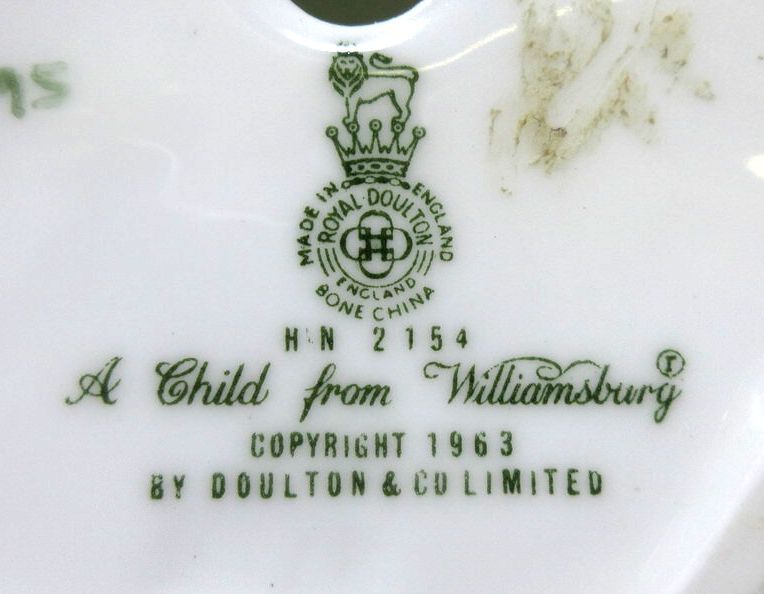 95
MADE IN ENGLAND
ROYAL DOULTON
ENGLAND
BONE CHINA
HN 2154
A Child from Williamsburg
COPYRIGHT 1963
BY DOULTON & CO LIMITED